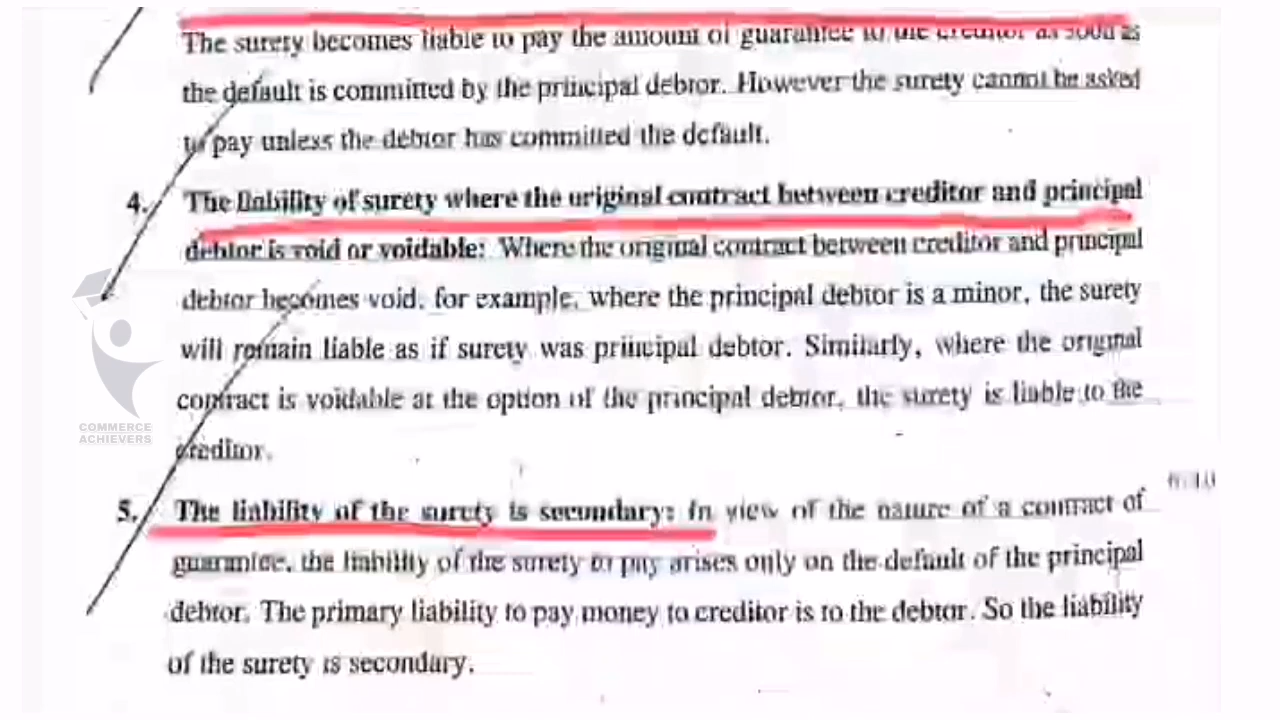 The surety becomes liable to pay the amount of guarantee to the creditor as soon as
the default is committed by the principal debtor. However the surety cannot be asked
to pay unless the debtor has committed the default.
4. The liability of surety where the original contract between creditor and principal
debtor is void or voidable: Where the original contract between creditor and principal
debtor becomes void, for example, where the principal debtor is a minor, the surety
will remain liable as if surety was principal debtor. Similarly, where the original
contract is voidable at the option of the principal debtor, the surety is liable to the
creditor.
COMMERCE
ACHIEVERS
5. The liability of the surety is secondary: In view of the nature of a contract of
guarantee, the liability of the surety to pay arises only on the default of the principal
debtor. The primary liability to pay money to creditor is to the debtor. So the liability
of the surety is secondary.